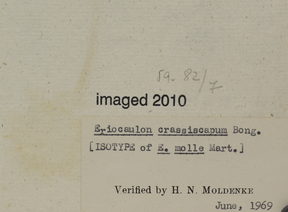 59. 82/7
imaged 2010
Eriocaulon crassiscapum Bong.
[ISOTYPE of E. molle Mart.]
Verified by H. N. MOLDENKE
June, 1969